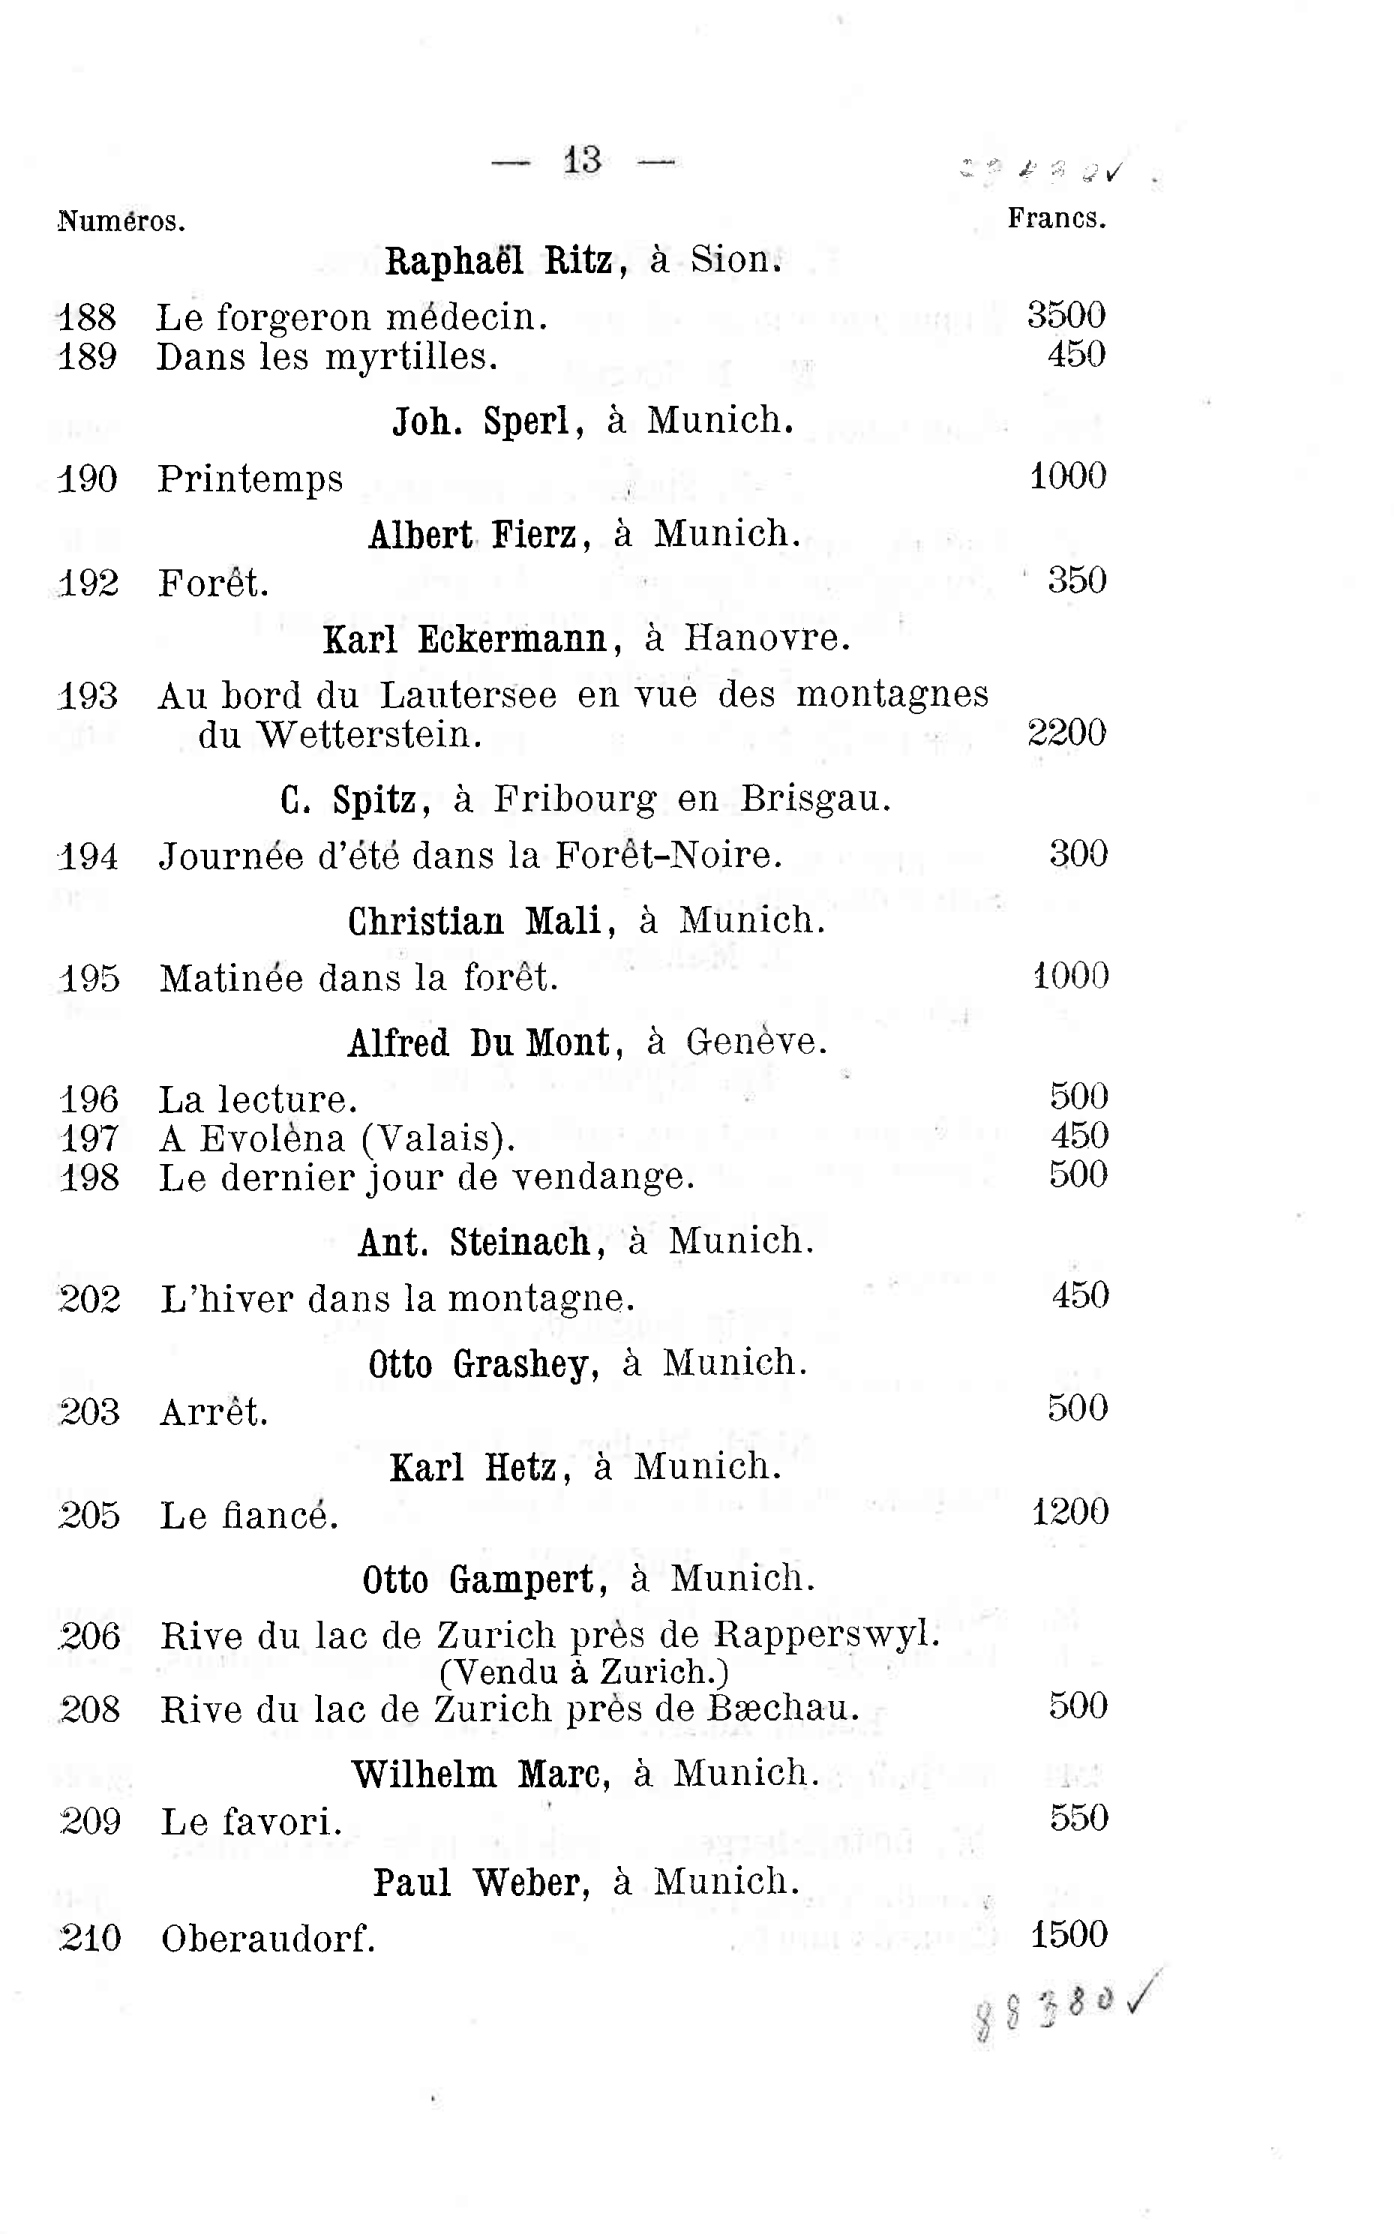 — 13 —
Numéros.
Francs.
Raphaël Ritz, à Sion.
188 Le forgeron médecin. 3500
189 Dans les myrtilles. 450
Joh. Sperl, à Munich.
190 Printemps 1000
Albert Fierz, à Munich.
192 Forêt. 350
Karl Eckermann, à Hanovre.
193 Au bord du Lautersee en vue des montagnes
du Wetterstein. 2200
C. Spitz, à Fribourg en Brisgau.
194 Journée d'été dans la Forêt-Noire. 300
Christian Mali, à Munich.
195 Matinée dans la forêt. 1000
Alfred Du Mont, à Genève.
196 La lecture. 500
197 A Evolèna (Valais). 450
198 Le dernier jour de vendange. 500
Ant. Steinach, à Munich.
202 L'hiver dans la montagne. 450
Otto Grashey, à Munich.
203 Arrêt. 500
Karl Hetz, à Munich.
205 Le fiancé. 1200
Otto Gampert, à Munich.
206 Rive du lac de Zurich près de Rapperswyl.
(Vendu à Zurich.)
208 Rive du lac de Zurich près de Bæchau. 500
Wilhelm Marc, à Munich.
209 Le favori. 550
Paul Weber, à Munich.
210 Oberaudorf. 1500
88380 ✓